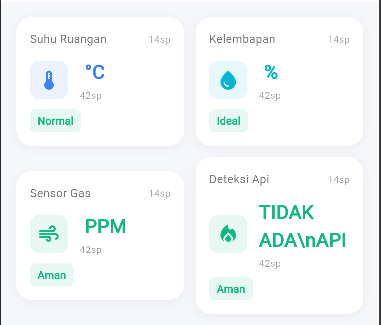 Suhu Ruangan 14sp
°C
42sp
Normal
Kelembapan 14sp
%
42sp
Ideal
Sensor Gas 14sp
PPM
42sp
Aman
Deteksi Api 14sp
TIDAK
ADA\nAPI
42sp
Aman